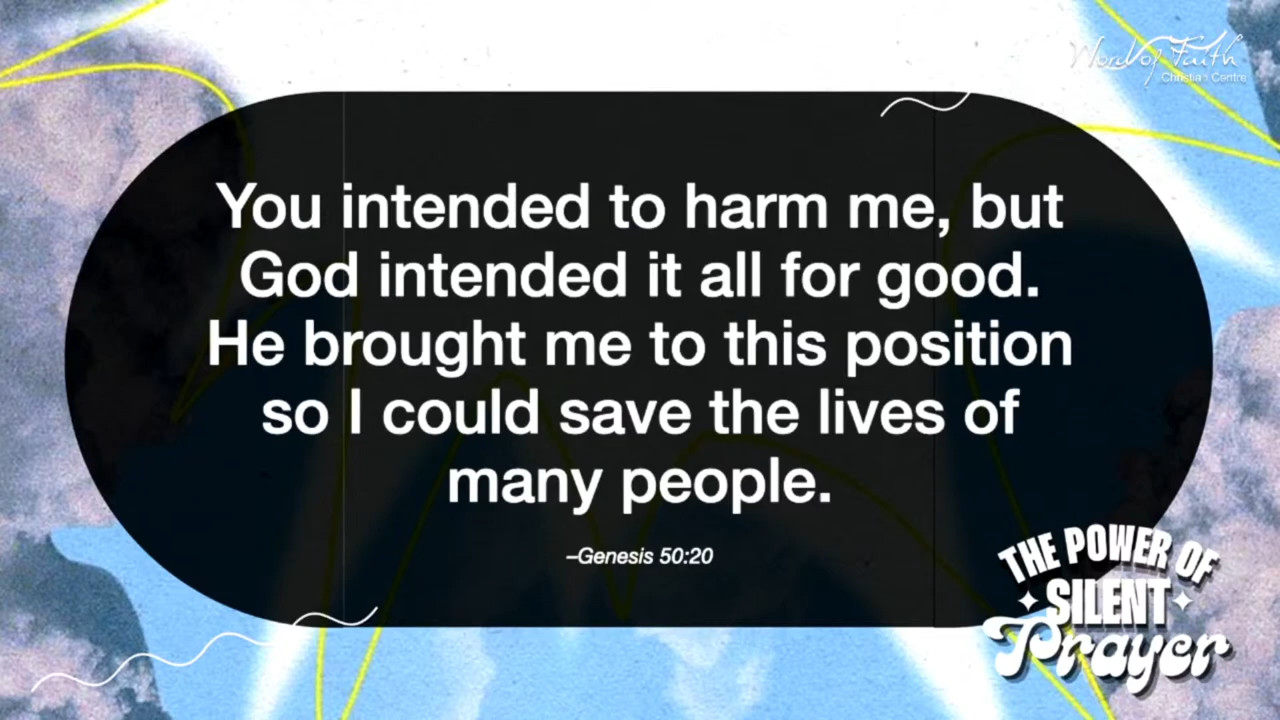 Word of Faith
Christian Centre
You intended to harm me, but
God intended it all for good.
He brought me to this position
so I could save the lives of
many people.
–Genesis 50:20
THE POWER OF
SILENT
Prayer